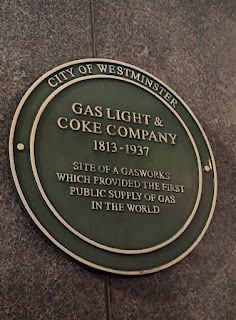 CITY OF WESTMINSTER
GAS LIGHT &
COKE COMPANY
1813-1937
SITE OF A GASWORKS
WHICH PROVIDED THE FIRST
PUBLIC SUPPLY OF GAS
IN THE WORLD